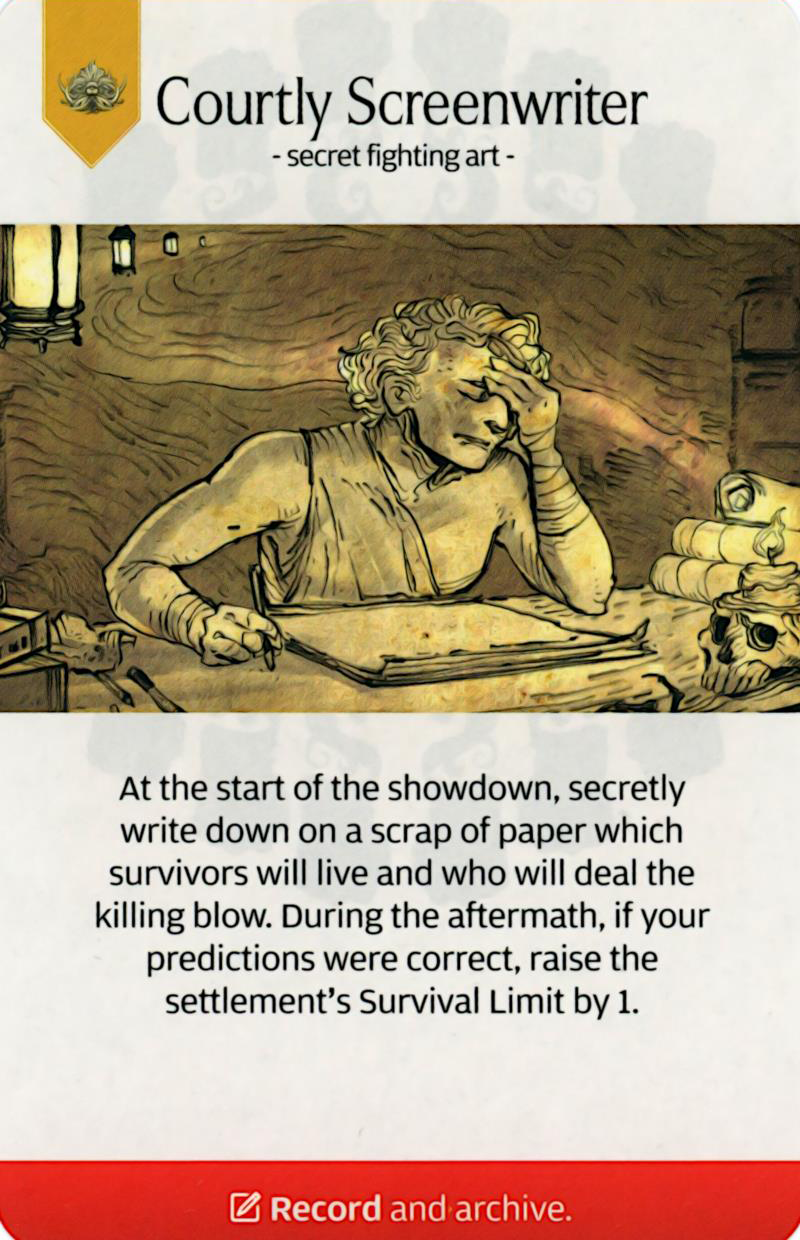 Courtly Screenwriter
- secret fighting art -
At the start of the showdown, secretly
write down on a scrap of paper which
survivors will live and who will deal the
killing blow. During the aftermath, if your
predictions were correct, raise the
settlement's Survival Limit by 1.
Record and archive.